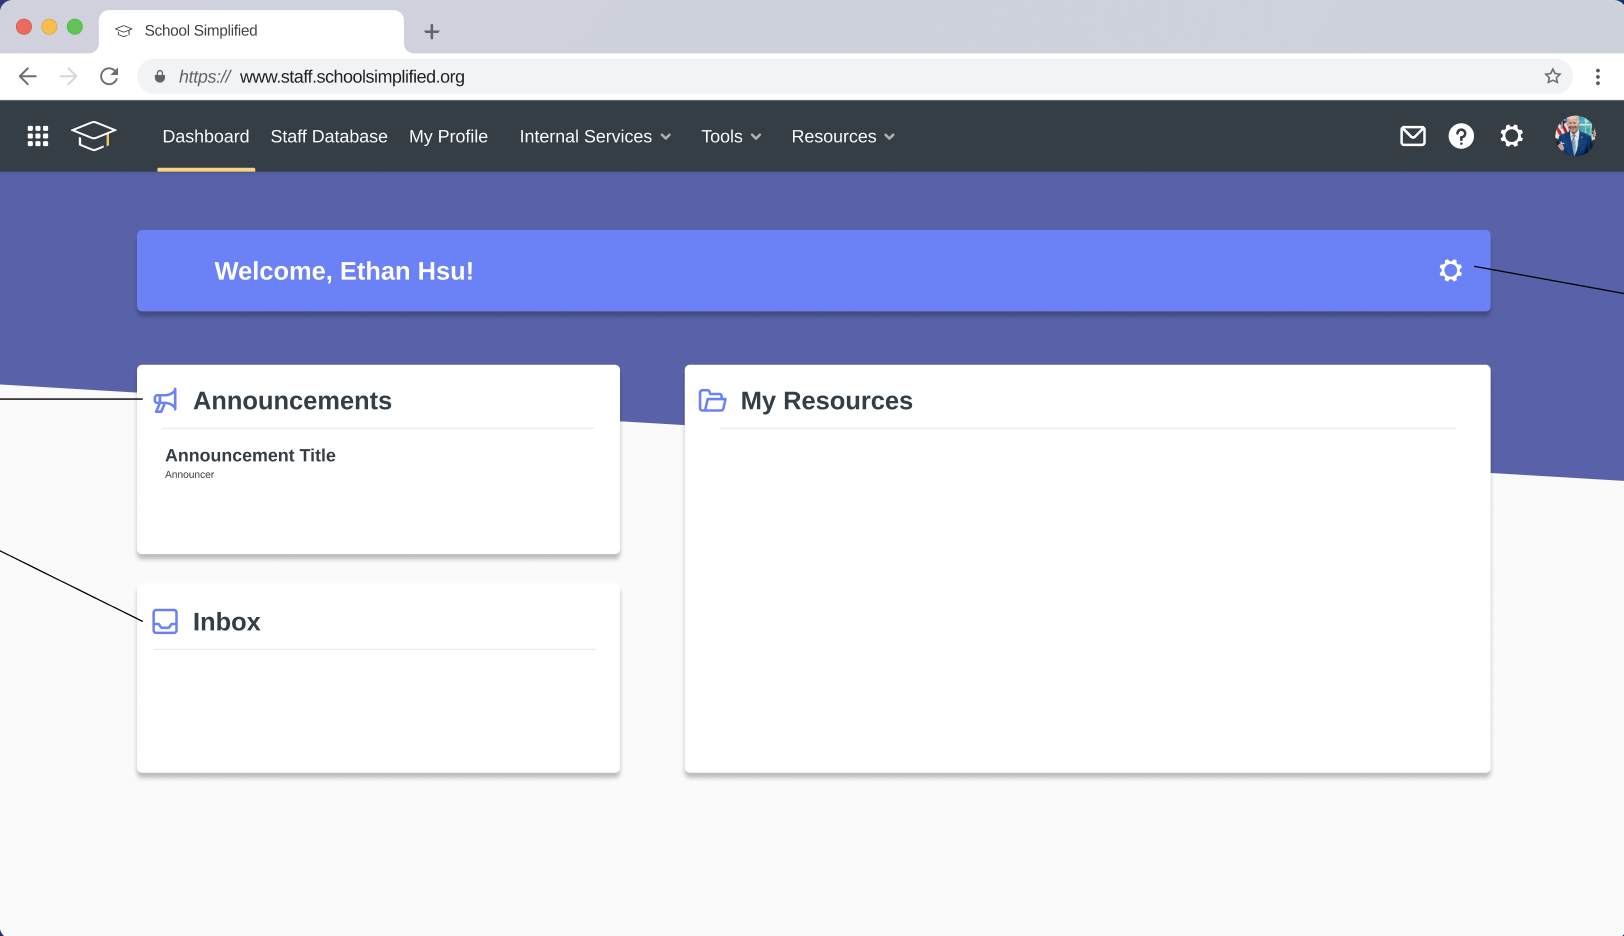 School Simplified
https:// www.staff.schoolsimplified.org
Dashboard Staff Database My Profile Internal Services Tools Resources
Welcome, Ethan Hsu!
Announcements
Announcement Title
Announcer
Inbox
My Resources